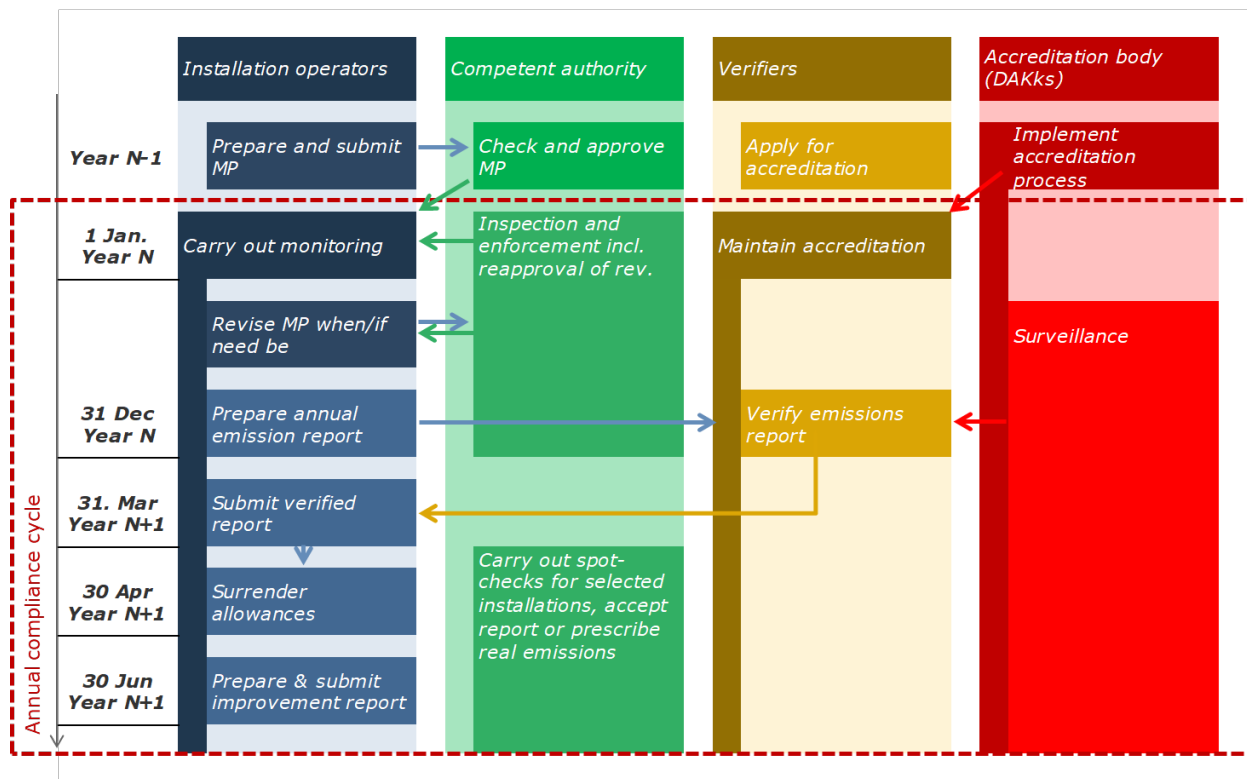 Installation operators
Competent authority
Verifiers
Accreditation body
(DAKks)
Year N-1
Prepare and submit
MP
Check and approve
MP
Apply for
accreditation
Implement
accreditation
process
1 Jan.
Year N
Carry out monitoring
Inspection and
enforcement incl.
reapproval of rev.
Maintain accreditation
Revise MP when/if
need be
Surveillance
31 Dec
Year N
Prepare annual
emission report
Verify emissions
report
31. Mar
Year N+1
Submit verified
report
30 Apr
Year N+1
Surrender
allowances
Carry out spot-
checks for selected
installations, accept
report or prescribe
real emissions
30 Jun
Year N+1
Prepare & submit
improvement report
Annual compliance cycle